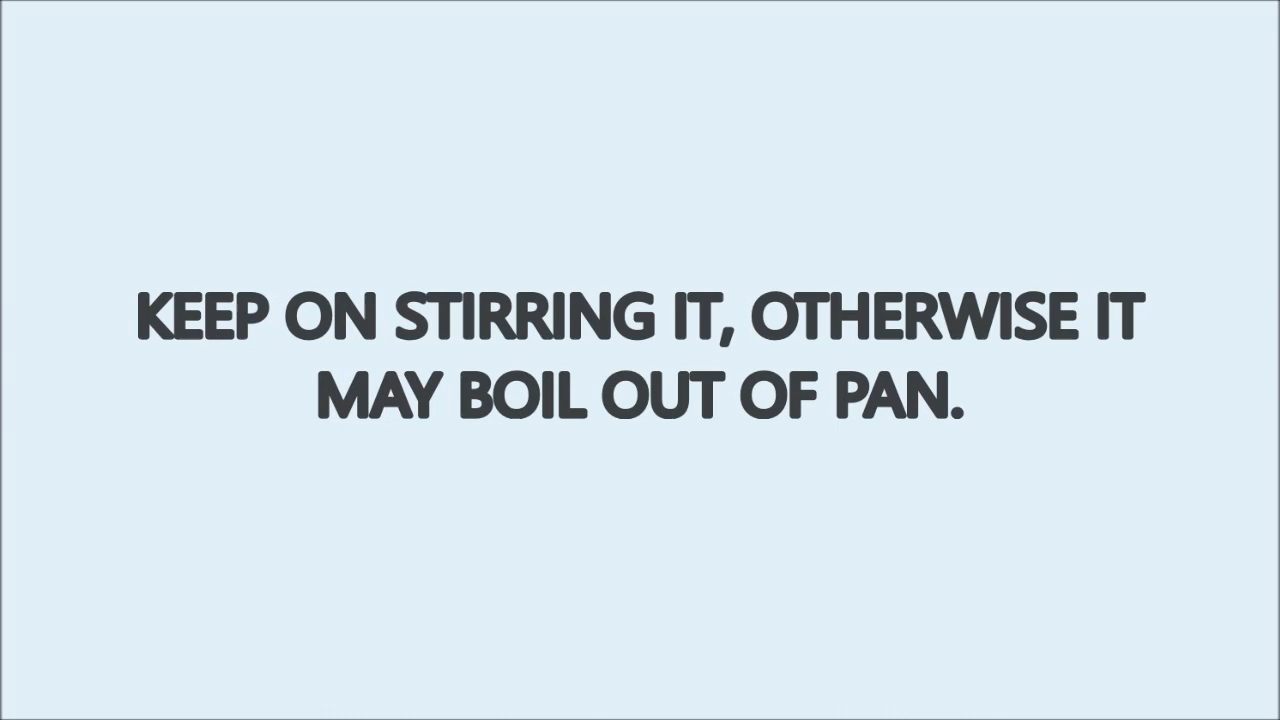 KEEP ON STIRRING IT, OTHERWISE IT
MAY BOIL OUT OF PAN.